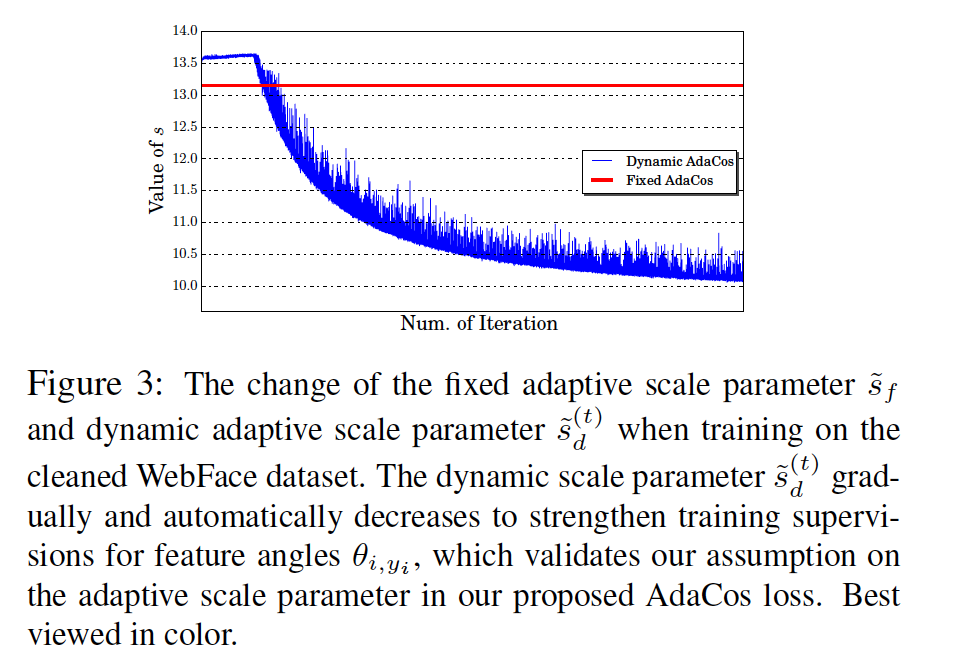 14.0
13.5
13.0
12.5
12.0
11.5
11.0
10.5
10.0
Value of s
Dynamic AdaCos
Fixed AdaCos
Num. of Iteration
Figure 3: The change of the fixed adaptive scale parameter s̃_f
and dynamic adaptive scale parameter s̃_d^(t) when training on the
cleaned WebFace dataset. The dynamic scale parameter s̃_d^(t) grad-
ually and automatically decreases to strengthen training supervi-
sions for feature angles θ_{i,y_i}, which validates our assumption on
the adaptive scale parameter in our proposed AdaCos loss. Best
viewed in color.